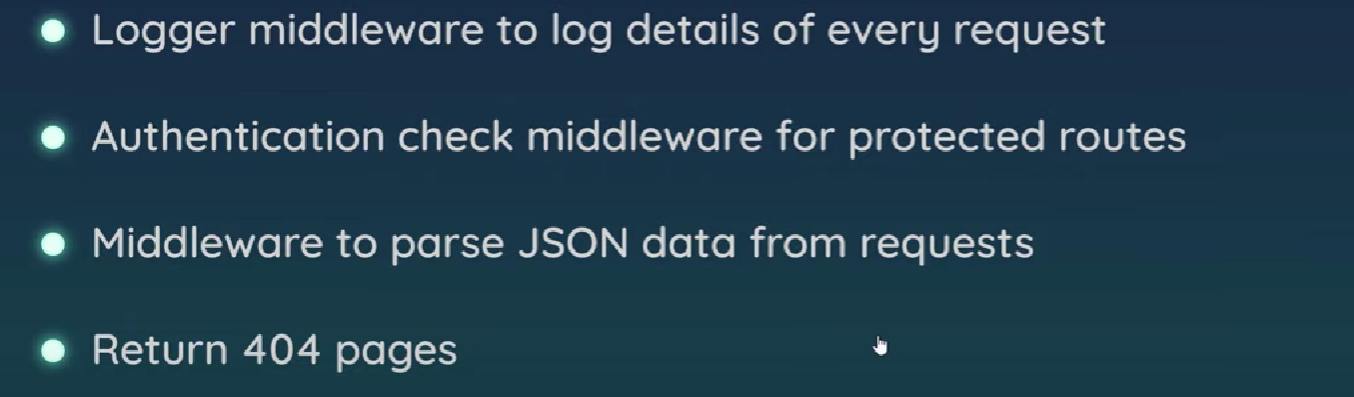 Logger middleware to log details of every request
Authentication check middleware for protected routes
Middleware to parse JSON data from requests
Return 404 pages